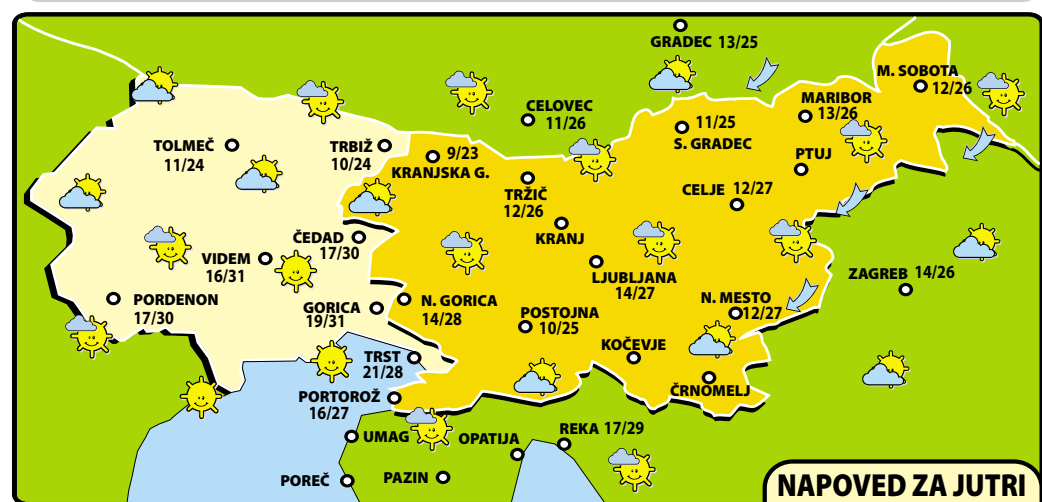 GRADEC 13/25
M. SOBOTA
12/26
CELOVEC
11/26
MARIBOR
13/26
11/25
S. GRADEC
TOLMEČ
11/24
TRBIŽ
10/24
9/23
KRANJSKA G.
PTUJ
TRŽIČ
12/26
CELJE 12/27
KRANJ
ČEDAD
17/30
VIDEM
16/31
LJUBLJANA
14/27
ZAGREB 14/26
PORDENON
17/30
GORICA
19/31
N. GORICA
14/28
POSTOJNA
10/25
N. MESTO
12/27
KOČEVJE
TRST
21/28
ČRNOMELJ
PORTOROŽ
16/27
UMAG
OPATIJA
REKA 17/29
POREČ
PAZIN
NAPOVED ZA JUTRI